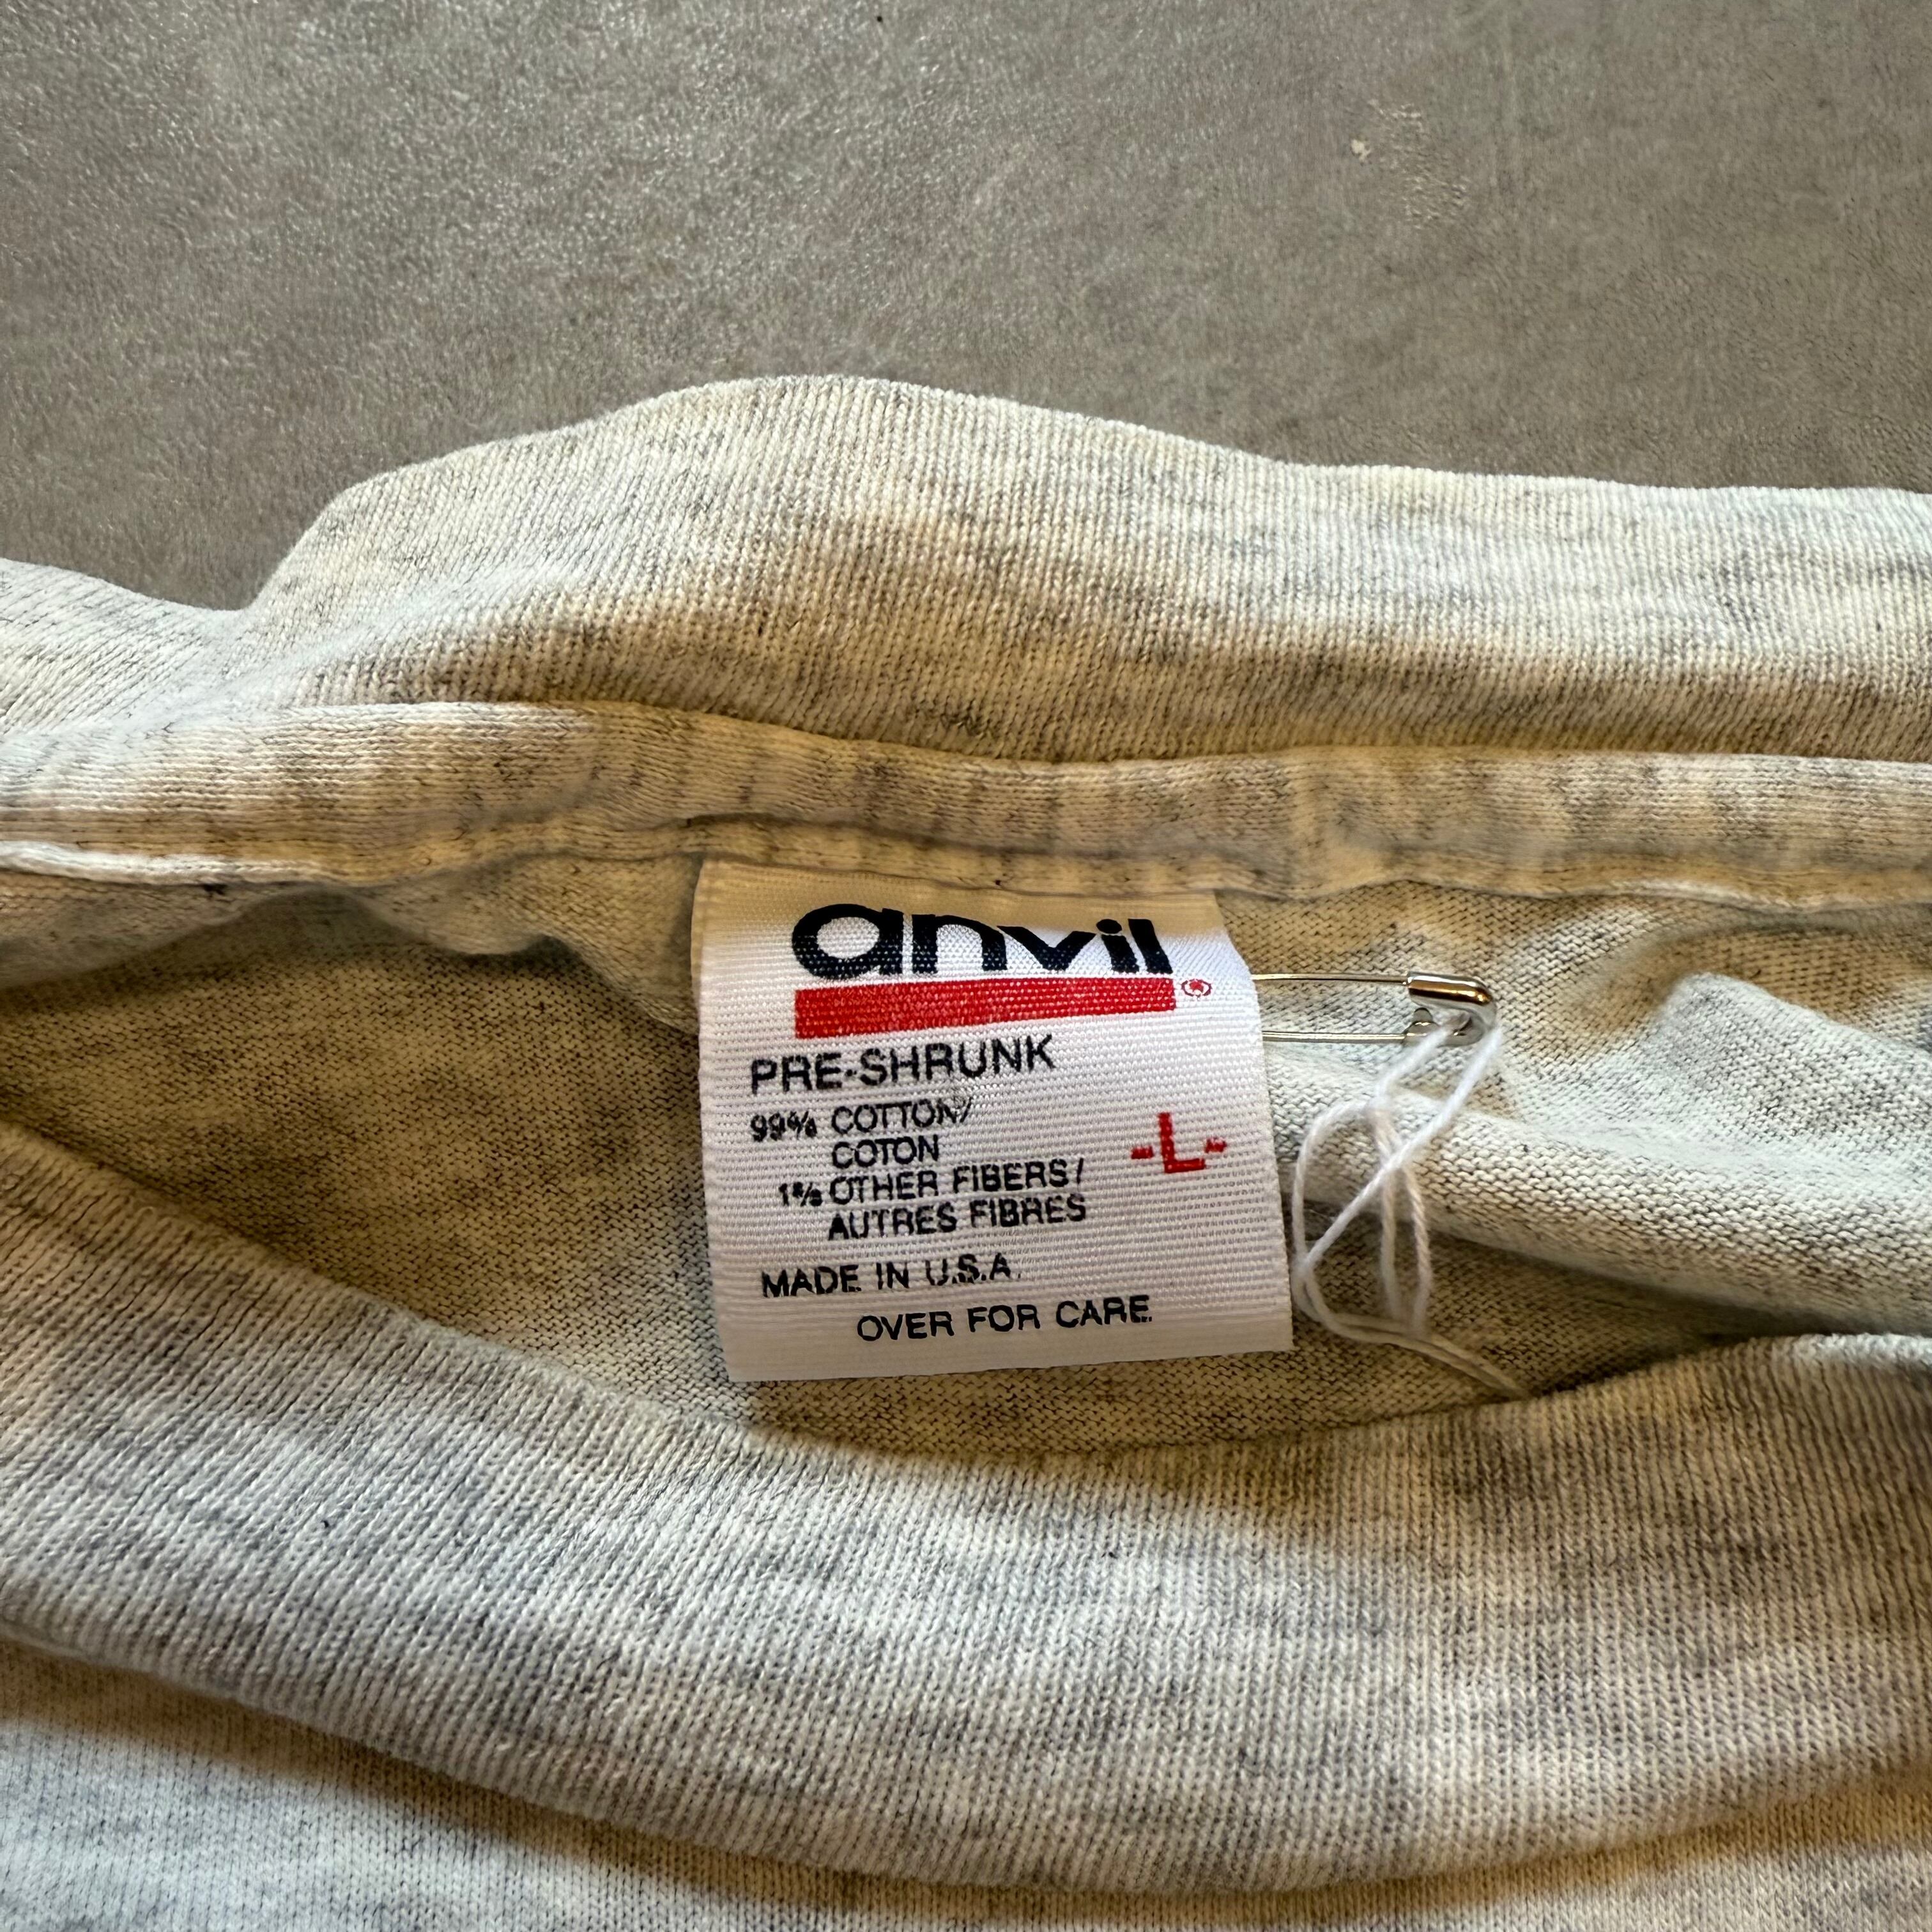 anvil®
PRE-SHRUNK
99% COTTON/
COTON
-L-
1% OTHER FIBERS/
AUTRES FIBRES
MADE IN U.S.A.
OVER FOR CARE.